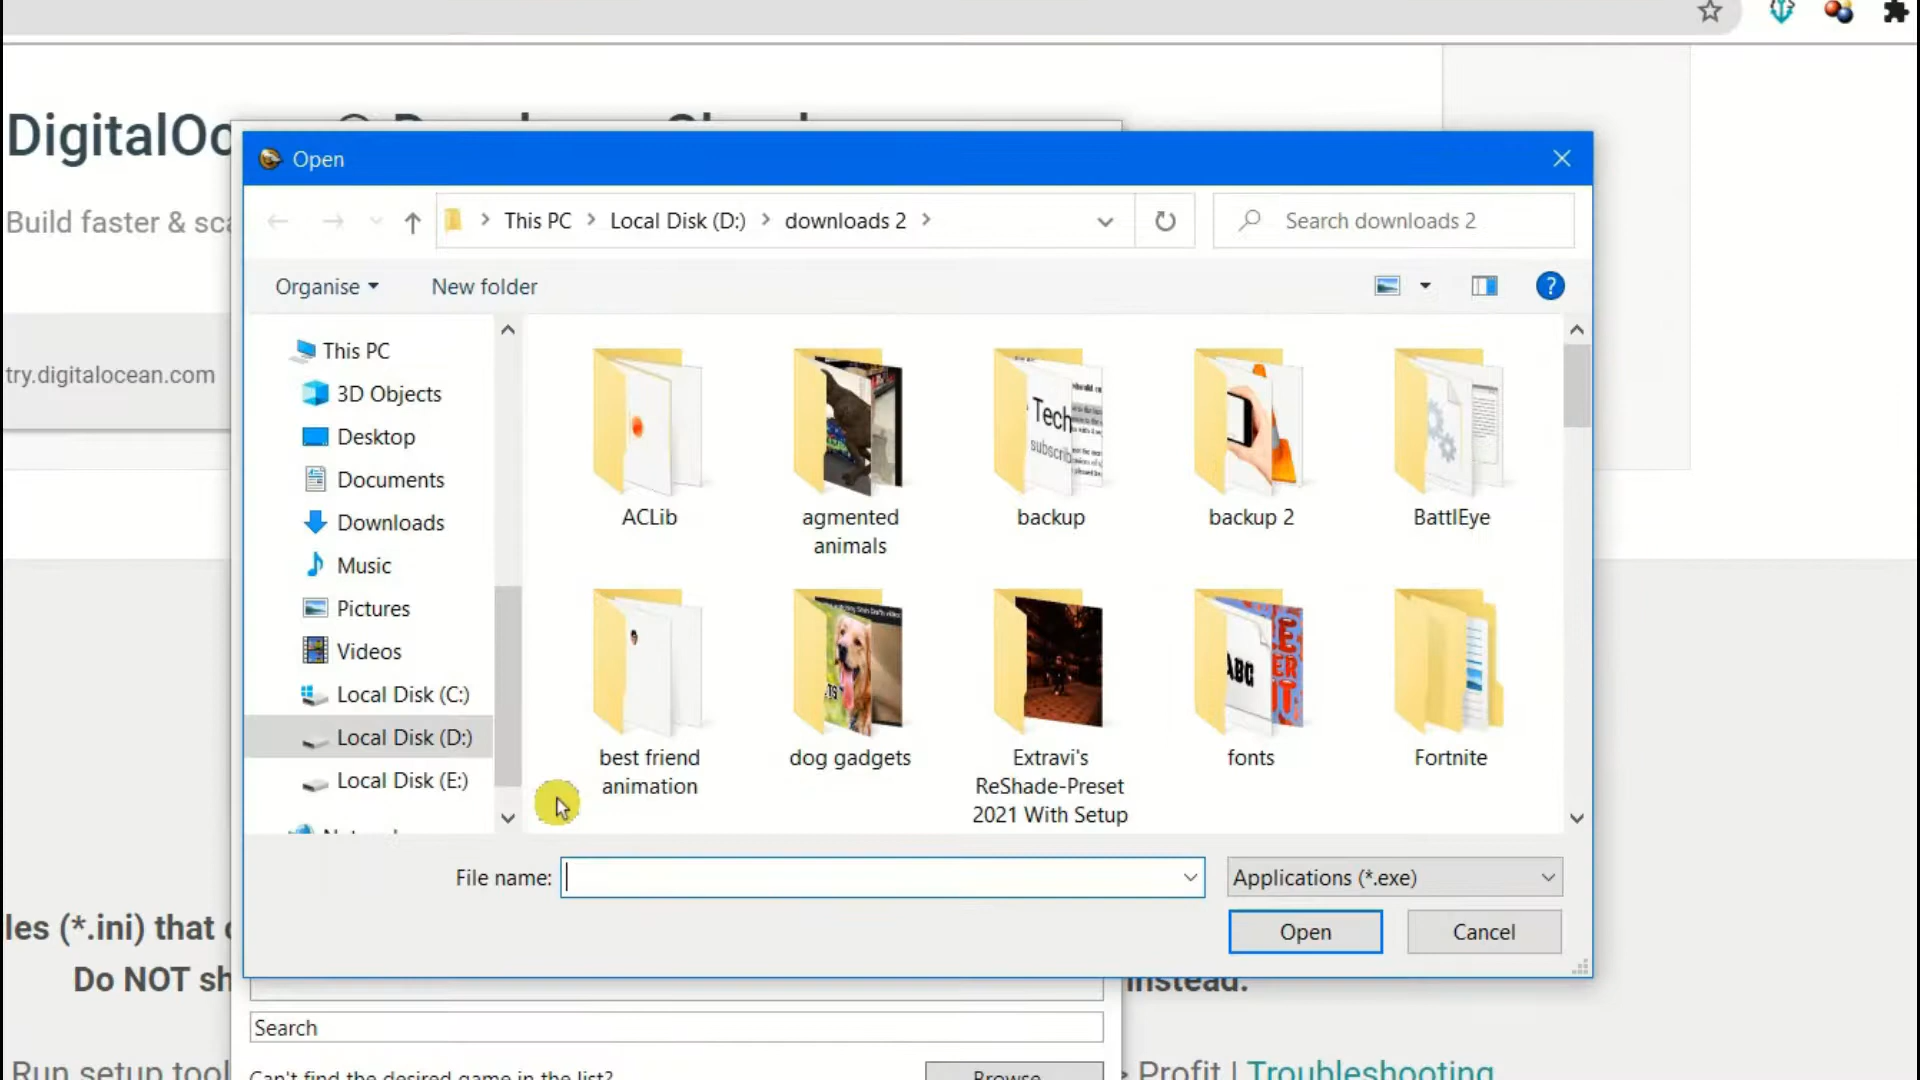 DigitalOc
Build faster & sca
try.digitalocean.com
Open
This PC
Local Disk (D:)
downloads 2
Search downloads 2
Organise
New folder
?
This PC
3D Objects
Desktop
Documents
Downloads
Music
Pictures
Videos
Local Disk (C:)
Local Disk (D:)
Local Disk (E:)
Tech
subscrib
ACLib
agmented
animals
backup
backup 2
BattlEye
ABG
best friend
animation
dog gadgets
Extravi's
ReShade-Preset
2021 With Setup
fonts
Fortnite
File name:
Applications (*.exe)
Open
Cancel
les (*.ini) that
Do NOT sh
instead.
Search
Run setup tool
Can't find the desired game in the list?
Browse
Profit | Troubleshooting